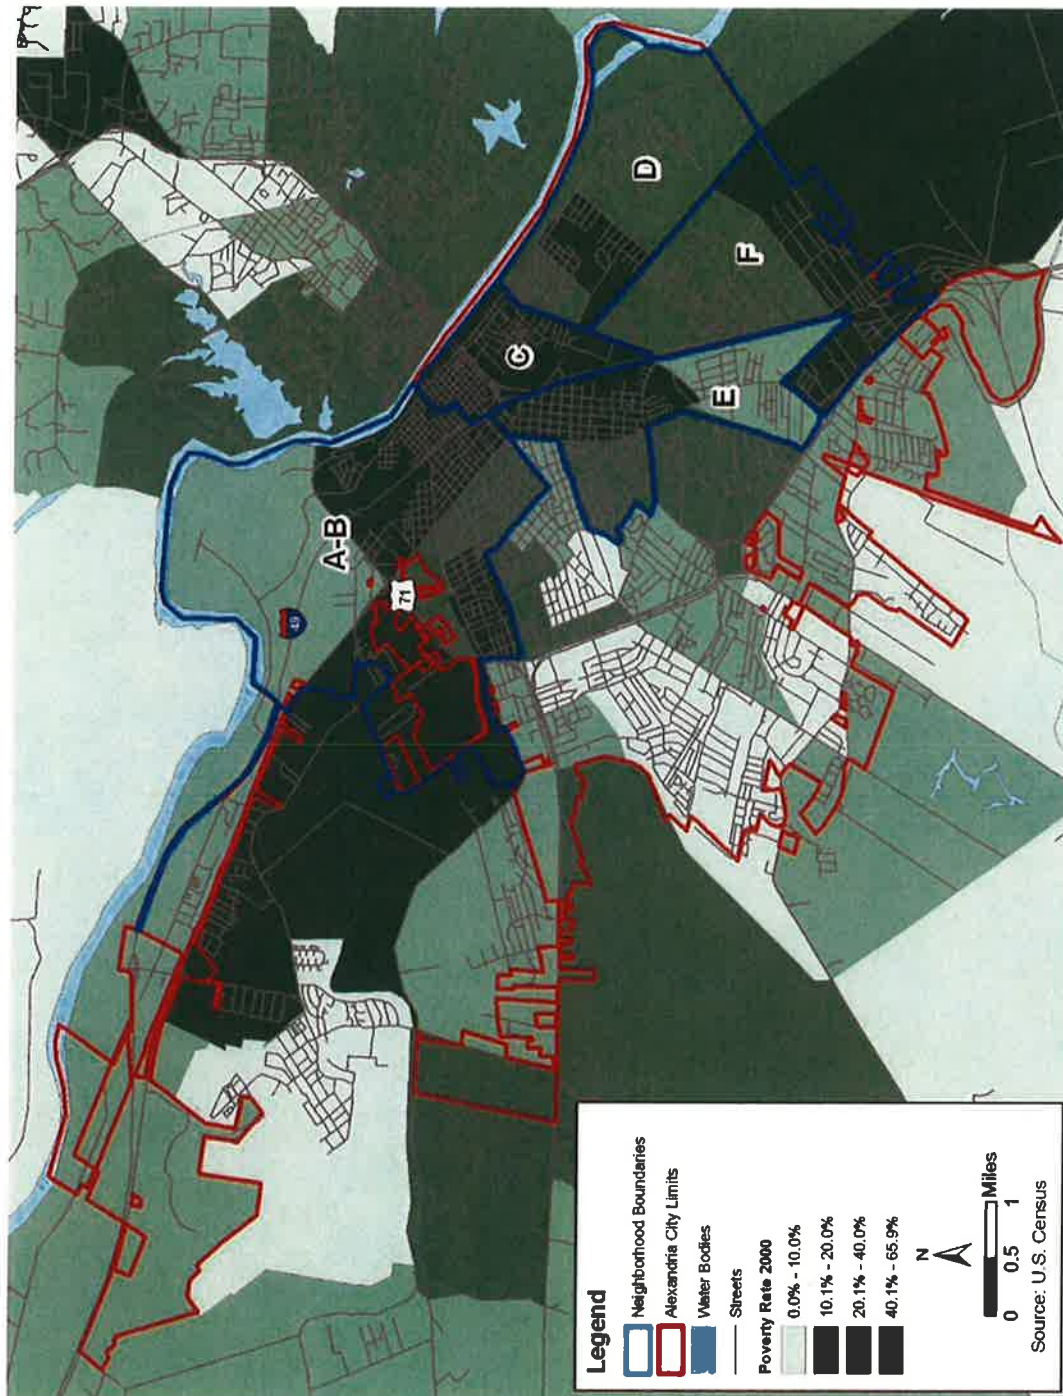 A-B
49
71
C
D
E
F
Legend
Neighborhood Boundaries
Alexandria City Limits
Water Bodies
Streets
Poverty Rate 2000
0.0% - 10.0%
10.1% - 20.0%
20.1% - 40.0%
40.1% - 65.9%
N
Miles
0 0.5 1
Source: U.S. Census